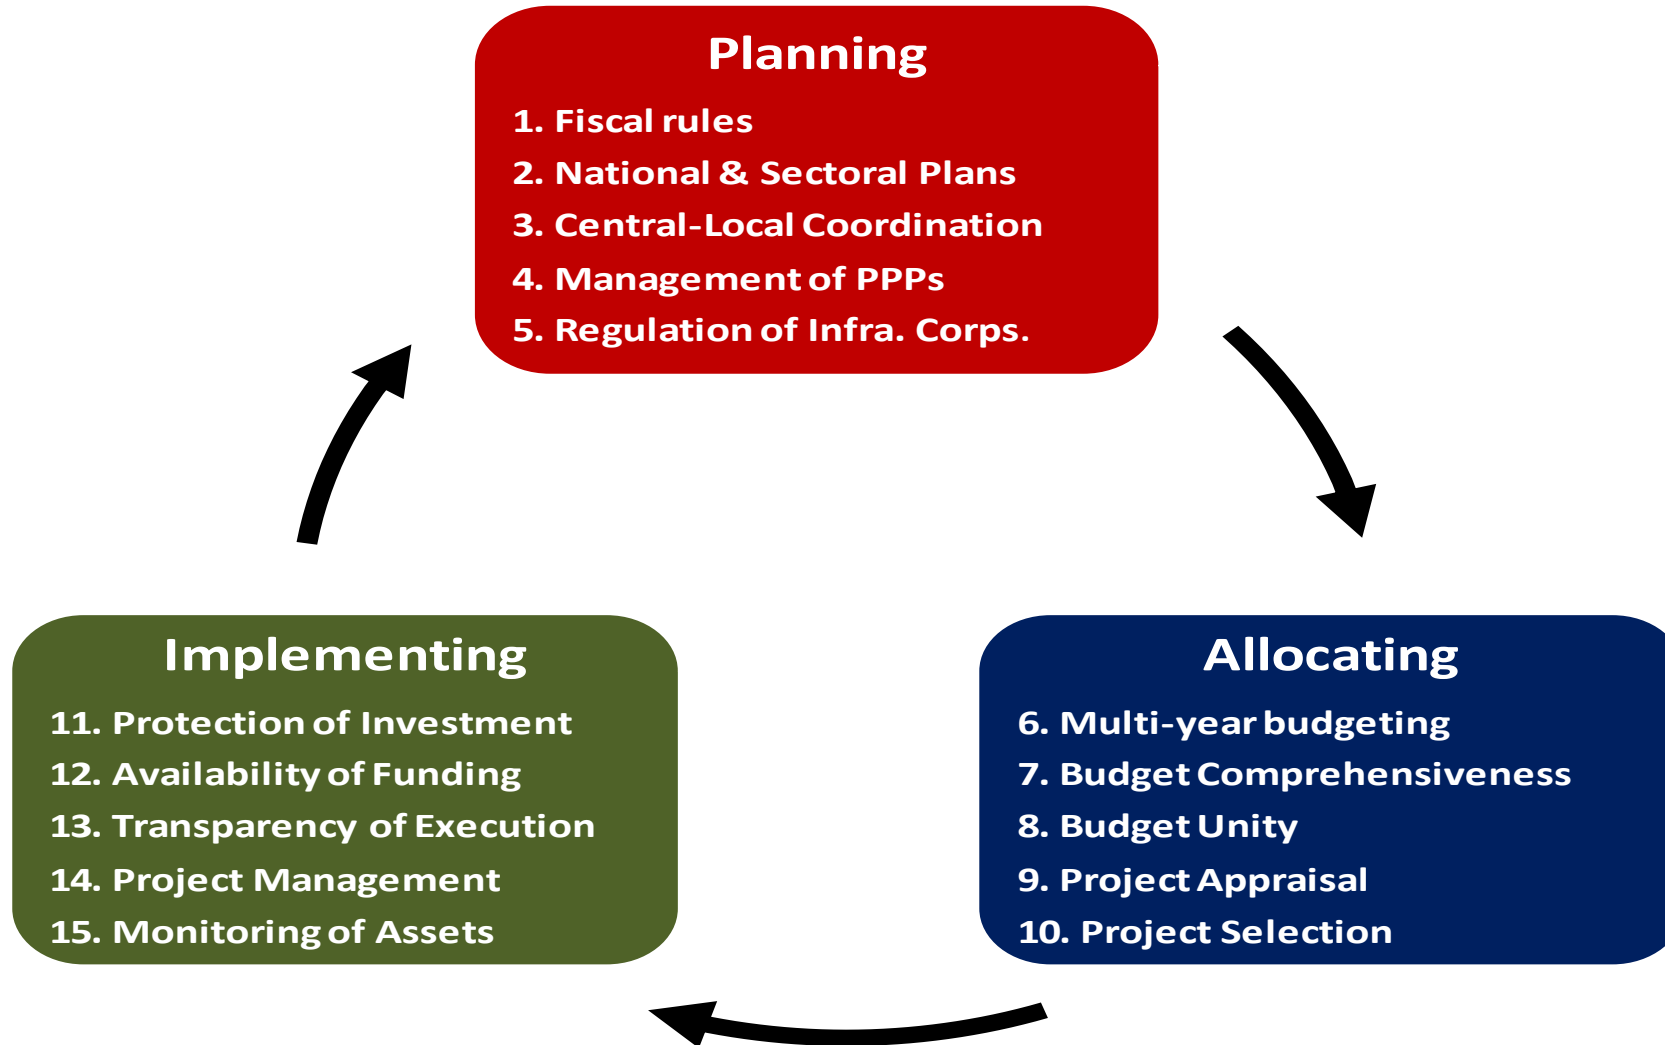 Planning
1. Fiscal rules
2. National & Sectoral Plans
3. Central-Local Coordination
4. Management of PPPs
5. Regulation of Infra. Corps.
Implementing
11. Protection of Investment
12. Availability of Funding
13. Transparency of Execution
14. Project Management
15. Monitoring of Assets
Allocating
6. Multi-year budgeting
7. Budget Comprehensiveness
8. Budget Unity
9. Project Appraisal
10. Project Selection